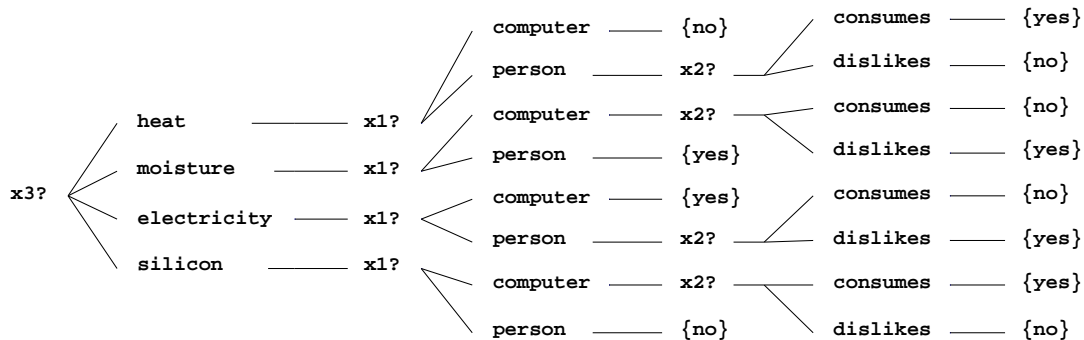 consumes {yes}
computer {no}
dislikes {no}
person x2?
consumes {no}
computer x2?
heat x1?
dislikes {yes}
person {yes}
moisture x1?
consumes {no}
computer {yes}
x3?
electricity x1?
dislikes {yes}
person x2?
silicon x1?
computer x2? consumes {yes}
person {no} dislikes {no}